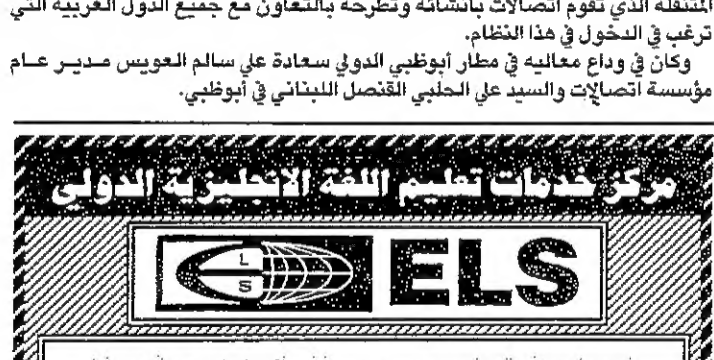 المتنقلة الذي تقوم اتصالات بانشائه وتطرحه بالتعاون مع جميع الدول العربية التي
ترغب في الدخول في هذا النظام.
وكان في وداع معاليه في مطار أبوظبي الدولي سعادة علي سالم العويس مدير عام
مؤسسة اتصالات والسيد علي الحلبي القنصل اللبناني في أبوظبي.
مركز خدمات تعليم اللغة الانجليزية الدولي
L S ELS